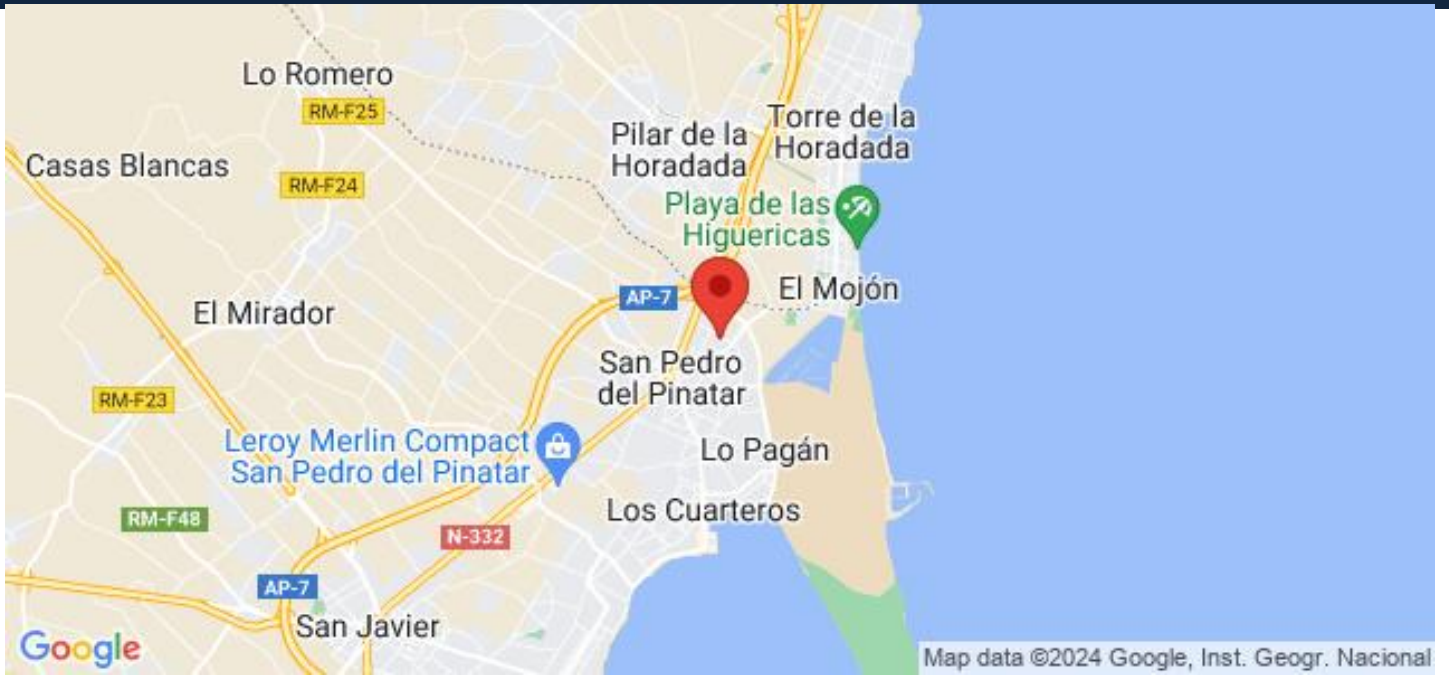 Lo Romero
RM-F25
Torre de la
Horadada
Pilar de la
Horadada
Casas Blancas
RM-F24
Playa de las
Higuericas
AP-7
El Mojón
El Mirador
San Pedro
del Pinatar
RM-F23
Leroy Merlin Compact
San Pedro del Pinatar
Lo Pagán
RM-F48
Los Cuarteros
N-332
AP-7
San Javier
Google
Map data ©2024 Google, Inst. Geogr. Nacional